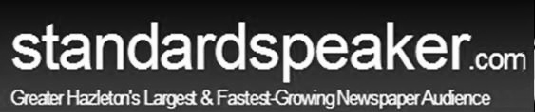 standardspeaker.com
Greater Hazleton's Largest & Fastest-Growing Newspaper Audience